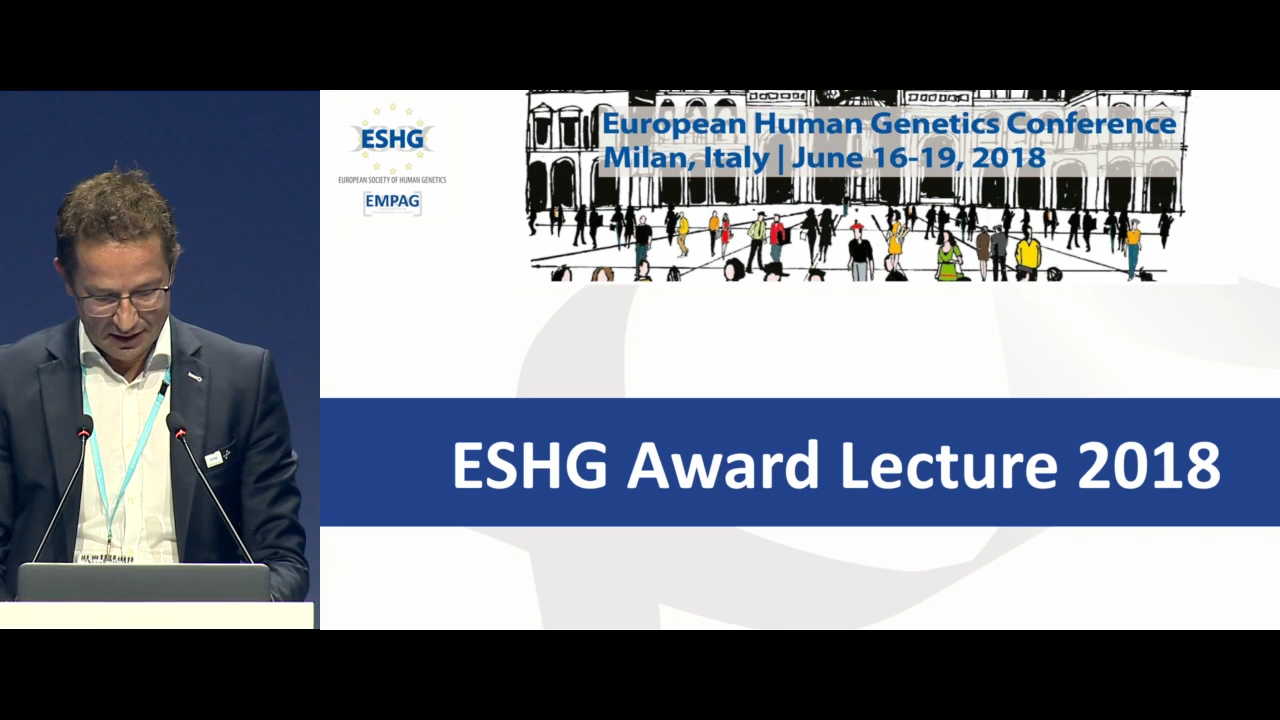 ESHG
EUROPEAN SOCIETY OF HUMAN GENETICS
EMPAG
European Human Genetics Conference
Milan, Italy | June 16-19, 2018
ESHG Award Lecture 2018